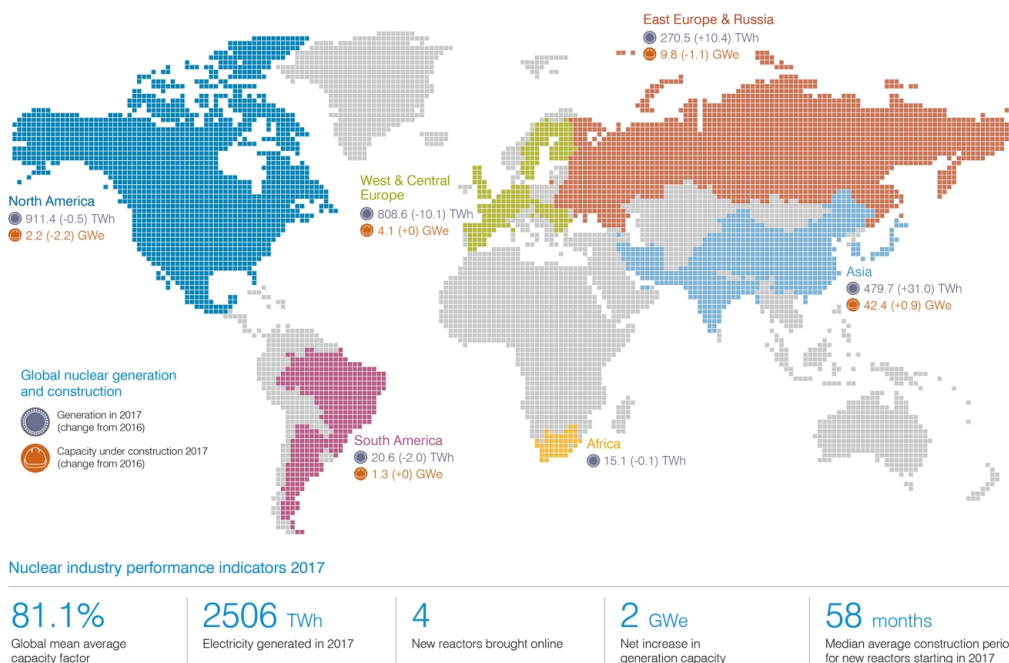 East Europe & Russia
270.5 (+10.4) TWh
9.8 (-1.1) GWe
West & Central
Europe
808.6 (-10.1) TWh
4.1 (+0) GWe
North America
911.4 (-0.5) TWh
2.2 (-2.2) GWe
Asia
479.7 (+31.0) TWh
42.4 (+0.9) GWe
Global nuclear generation
and construction
Generation in 2017
(change from 2016)
Capacity under construction 2017
(change from 2016)
South America
20.6 (-2.0) TWh
1.3 (+0) GWe
Africa
15.1 (-0.1) TWh
Nuclear industry performance indicators 2017
81.1%
Global mean average
capacity factor
2506 TWh
Electricity generated in 2017
4
New reactors brought online
2 GWe
Net increase in
generation capacity
58 months
Median average construction perio
for new reactors starting in 2017